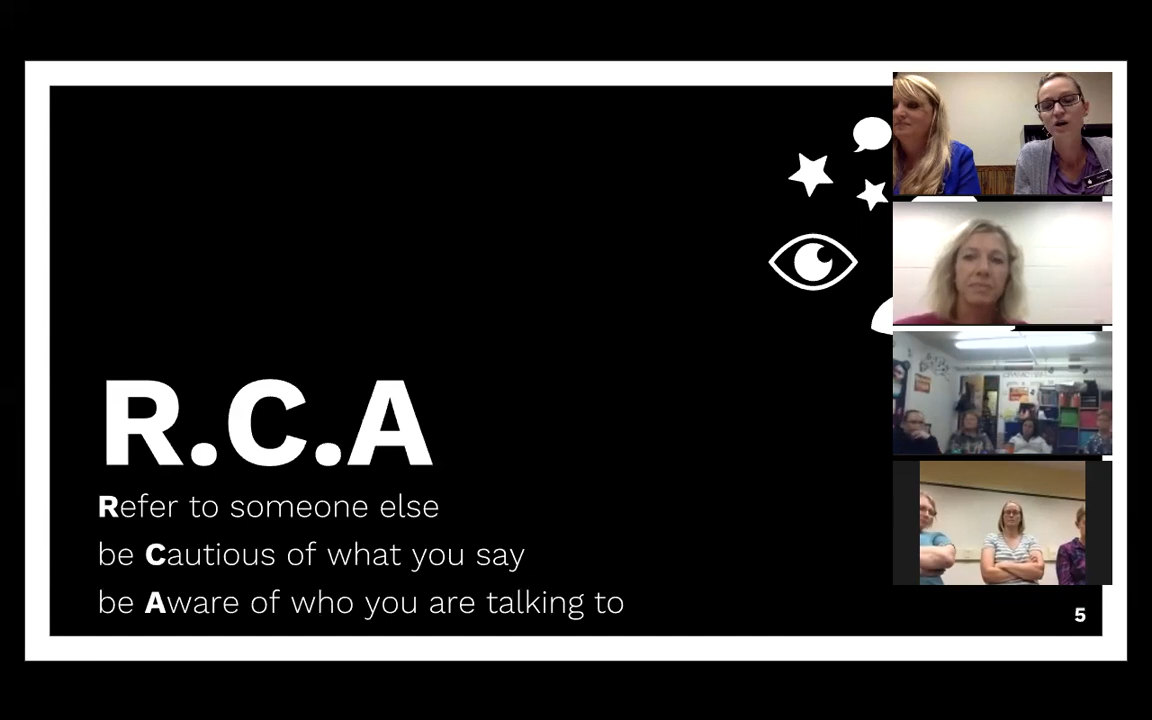 R.C.A
Refer to someone else
be Cautious of what you say
be Aware of who you are talking to
5